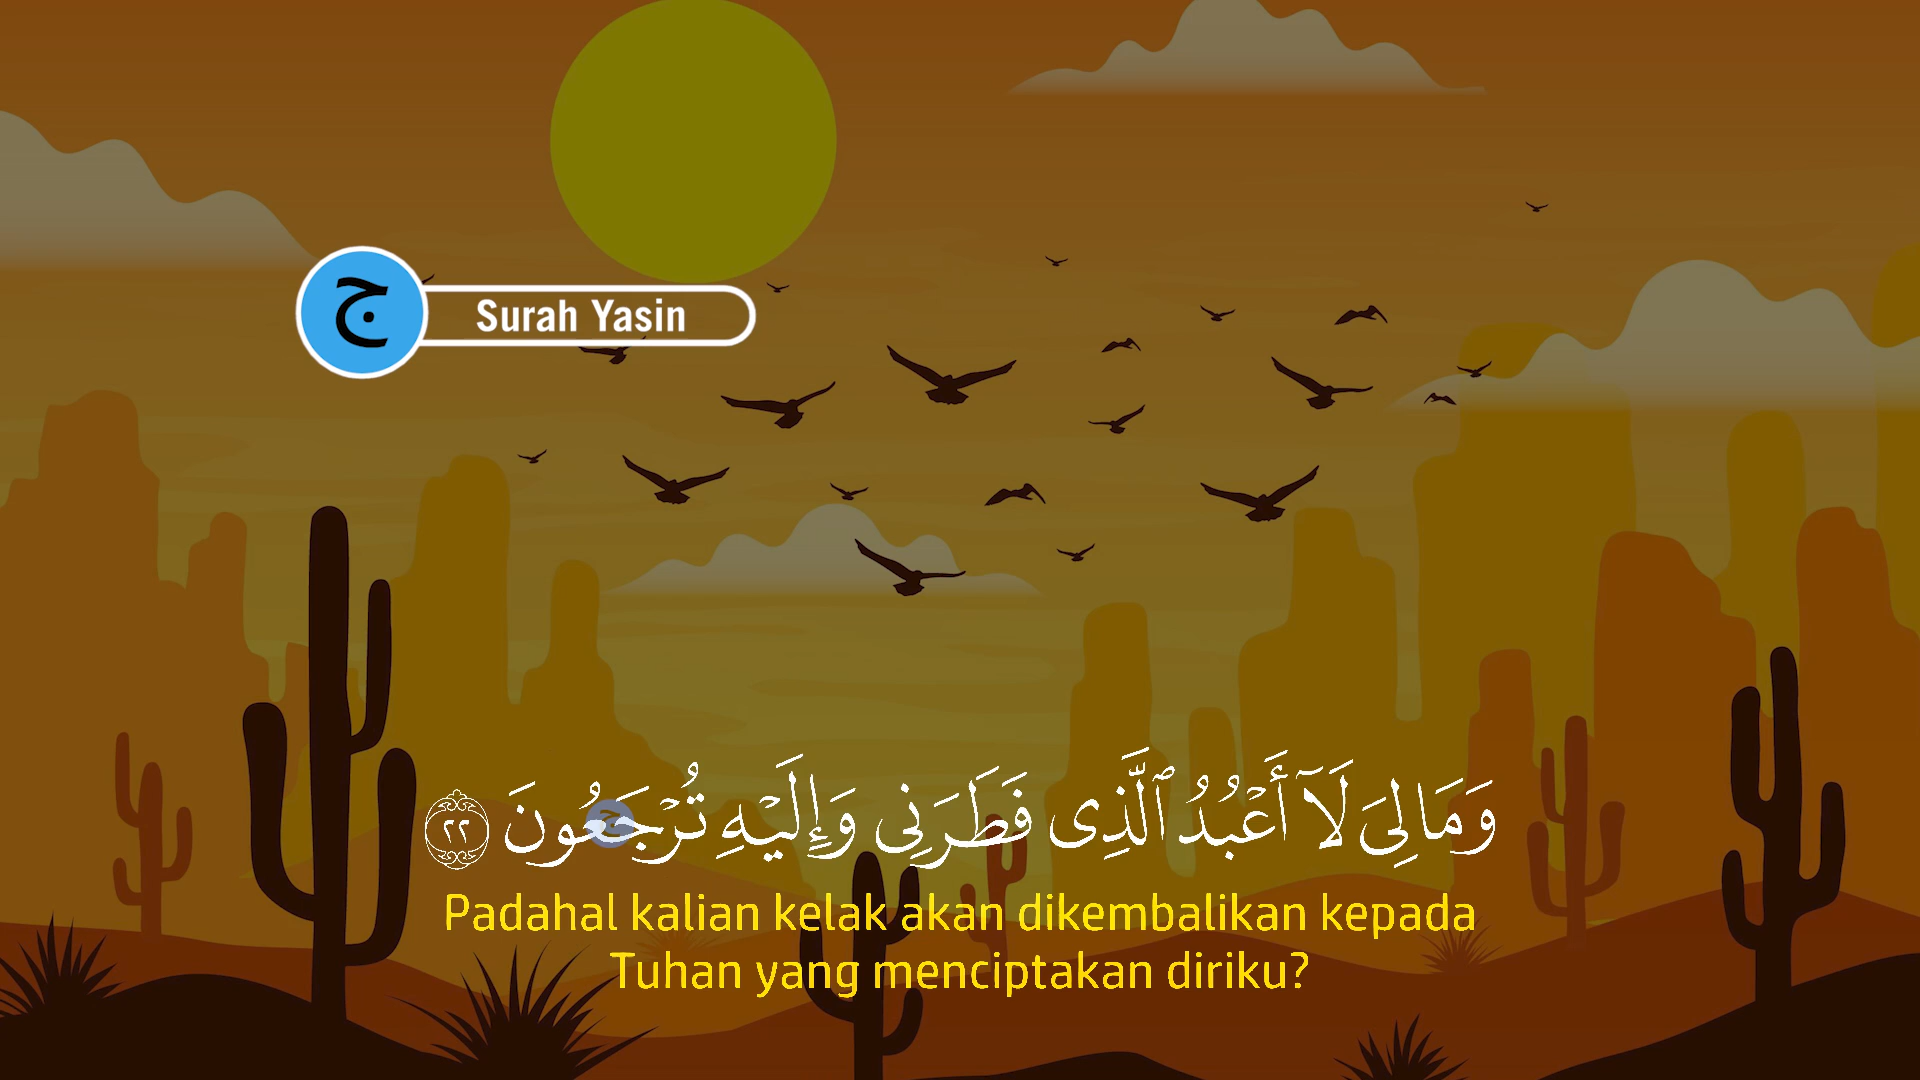 ج
Surah Yasin
وَمَا لِىَ لَآ أَعْبُدُ ٱلَّذِى فَطَرَنِى وَإِلَيْهِ تُرْجَعُونَ ٢٢
ج
Padahal kalian kelak akan dikembalikan kepada
Tuhan yang menciptakan diriku?